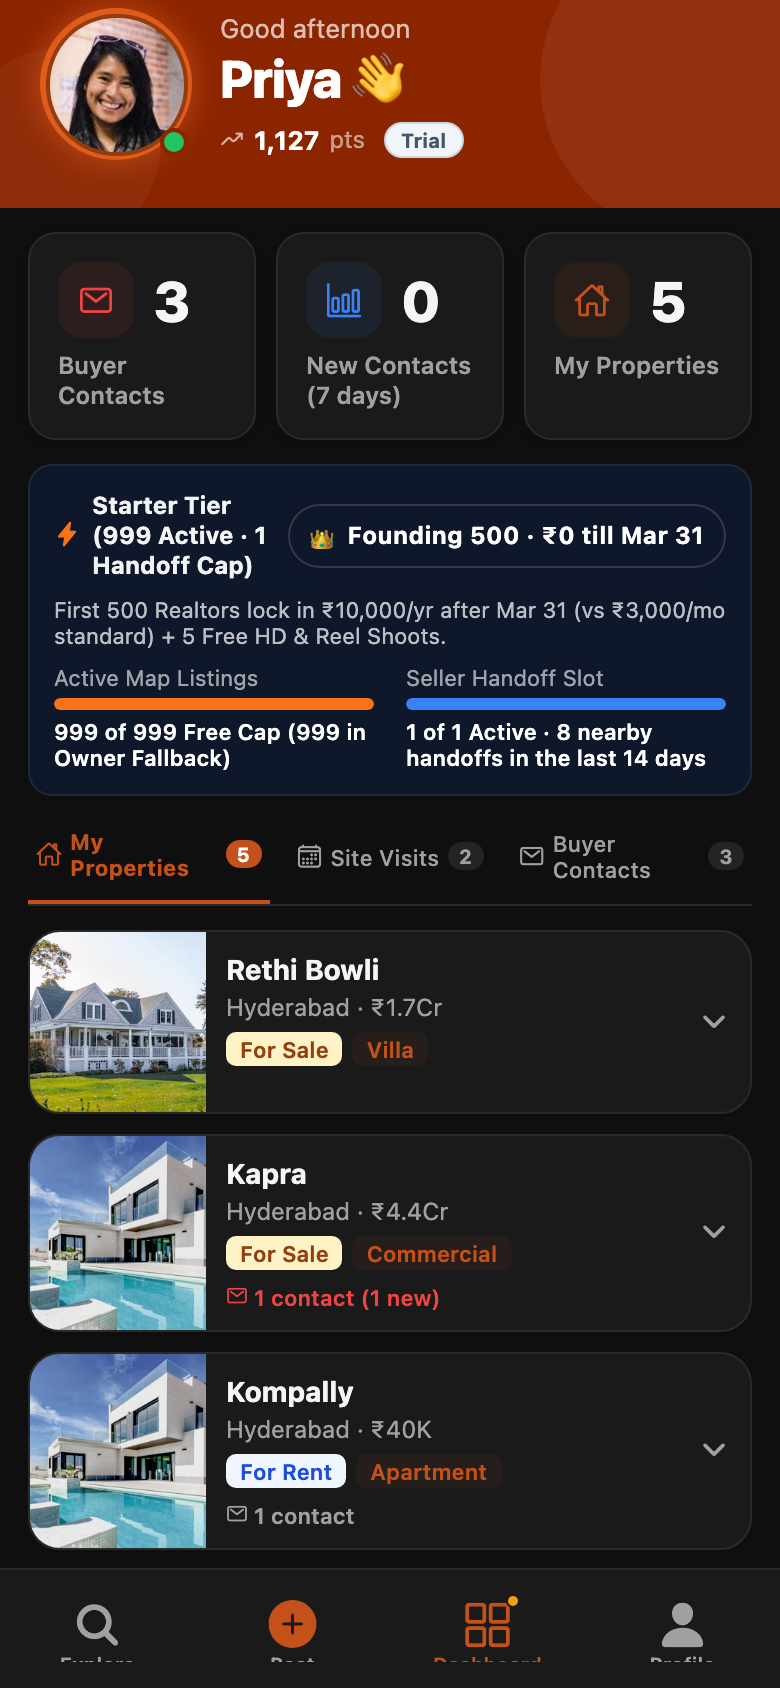 Good afternoon
Priya 👋
1,127 pts Trial
3
Buyer
Contacts
0
New Contacts
(7 days)
5
My Properties
Starter Tier
(999 Active · 1
Handoff Cap)
👑 Founding 500 · ₹0 till Mar 31
First 500 Realtors lock in ₹10,000/yr after Mar 31 (vs ₹3,000/mo
standard) + 5 Free HD & Reel Shoots.
Active Map Listings
999 of 999 Free Cap (999 in
Owner Fallback)
Seller Handoff Slot
1 of 1 Active · 8 nearby
handoffs in the last 14 days
My
Properties
5
Site Visits 2
Buyer
Contacts
3
Rethi Bowli
Hyderabad · ₹1.7Cr
For Sale Villa
Kapra
Hyderabad · ₹4.4Cr
For Sale Commercial
1 contact (1 new)
Kompally
Hyderabad · ₹40K
For Rent Apartment
1 contact
Explore
Post
Dashboard
Profile